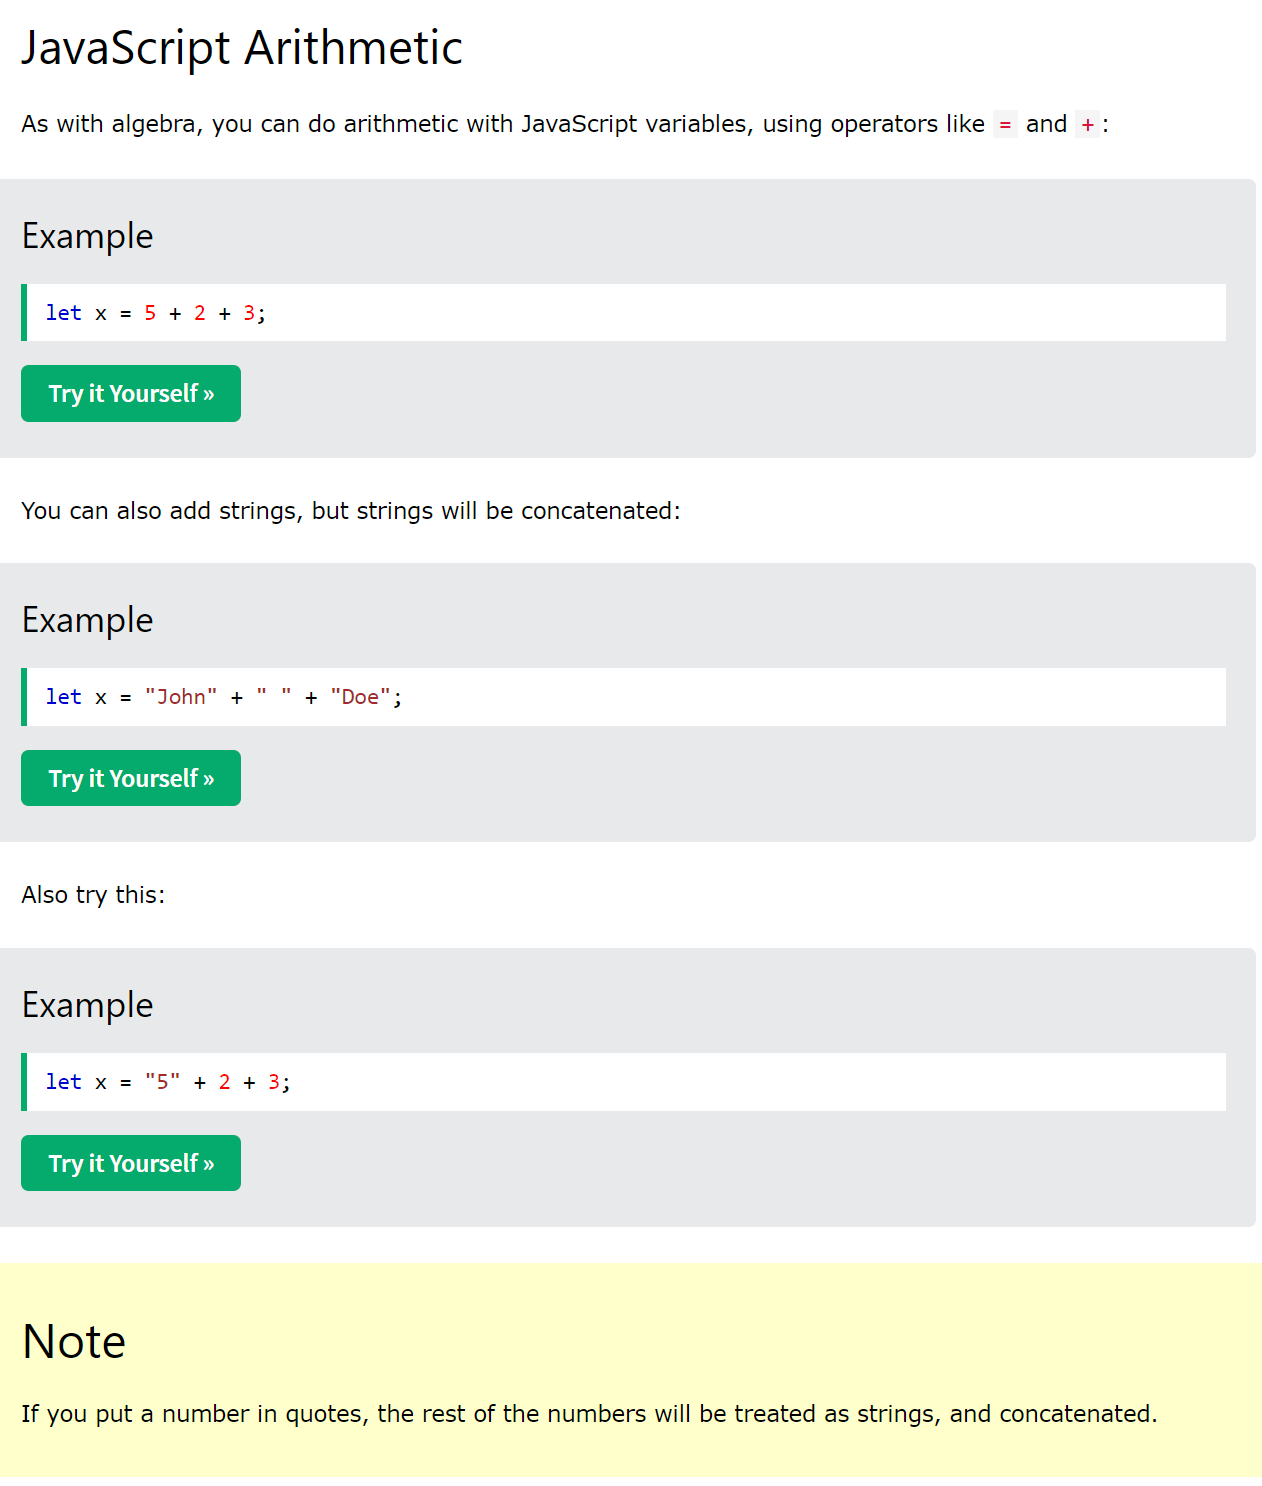 JavaScript Arithmetic
As with algebra, you can do arithmetic with JavaScript variables, using operators like = and +:
Example
let x = 5 + 2 + 3;
Try it Yourself »
You can also add strings, but strings will be concatenated:
Example
let x = "John" + " " + "Doe";
Try it Yourself »
Also try this:
Example
let x = "5" + 2 + 3;
Try it Yourself »
Note
If you put a number in quotes, the rest of the numbers will be treated as strings, and concatenated.